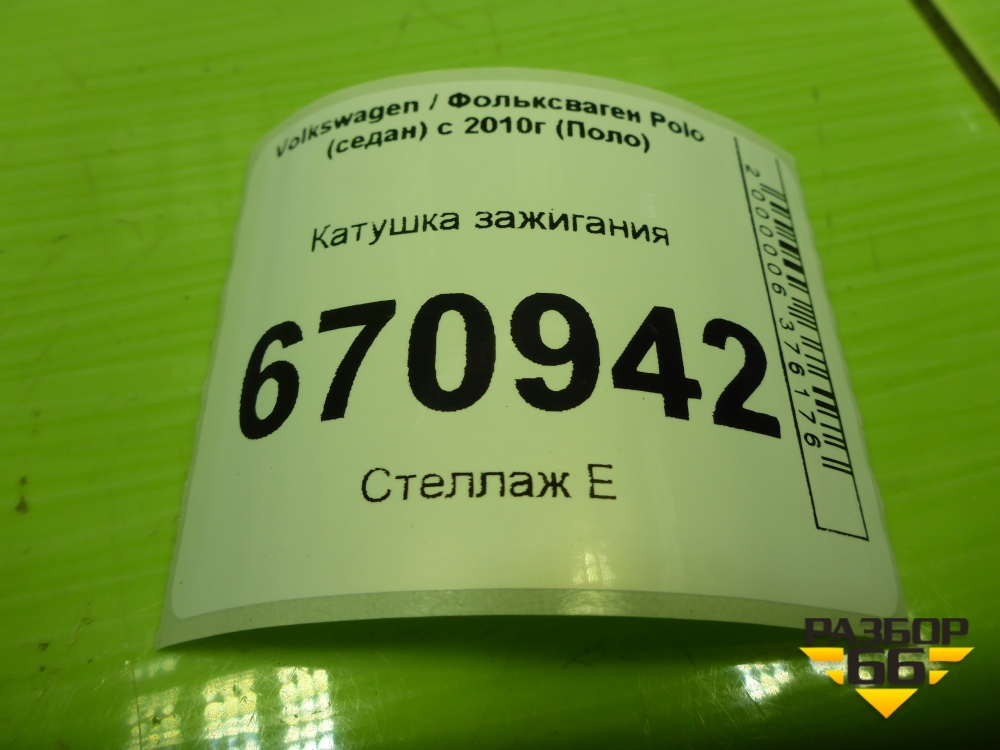 Volkswagen / Фольксваген Polo
(седан) с 2010г (Поло)
Катушка зажигания
670942
Стеллаж Е
2000006376176
РАЗБОР
66